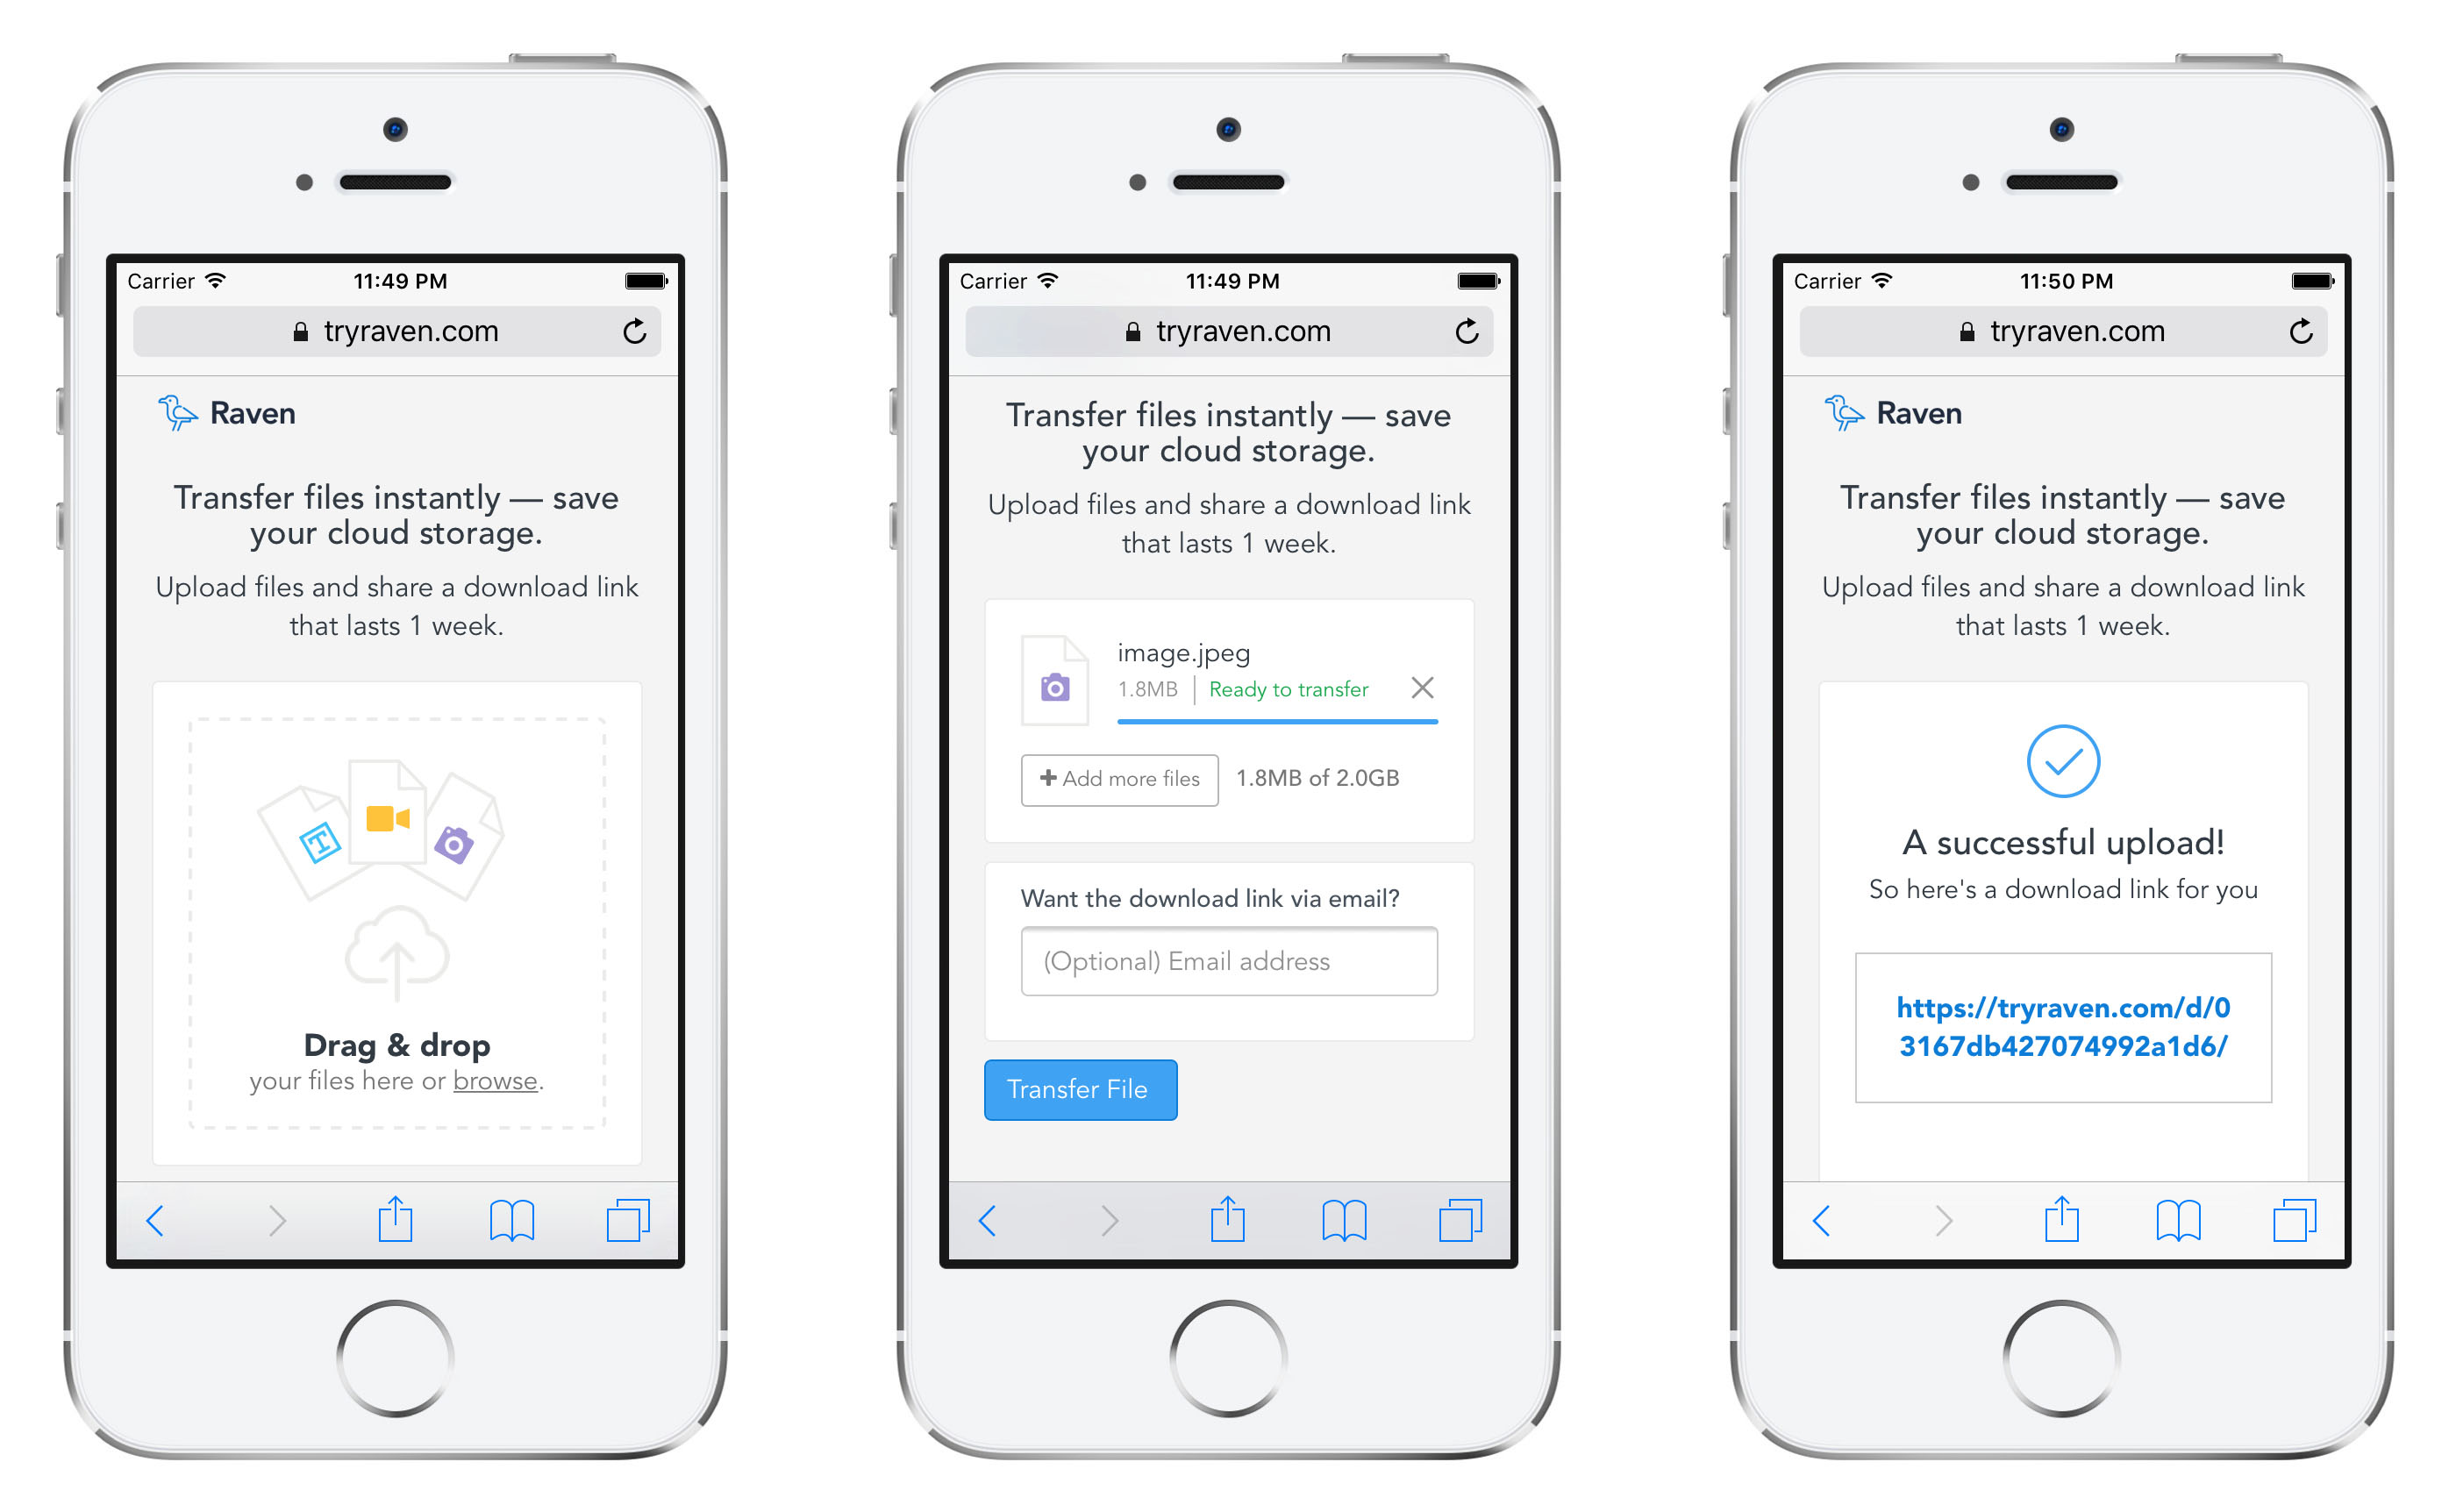 Carrier 11:49 PM
tryraven.com
Raven
Transfer files instantly — save
your cloud storage.
Upload files and share a download link
that lasts 1 week.
T
Drag & drop
your files here or browse.
Carrier 11:49 PM
tryraven.com
Transfer files instantly — save
your cloud storage.
Upload files and share a download link
that lasts 1 week.
image.jpeg
1.8MB | Ready to transfer
+ Add more files 1.8MB of 2.0GB
Want the download link via email?
(Optional) Email address
Transfer File
Carrier 11:50 PM
tryraven.com
Raven
Transfer files instantly — save
your cloud storage.
Upload files and share a download link
that lasts 1 week.
A successful upload!
So here's a download link for you
https://tryraven.com/d/0
3167db427074992a1d6/